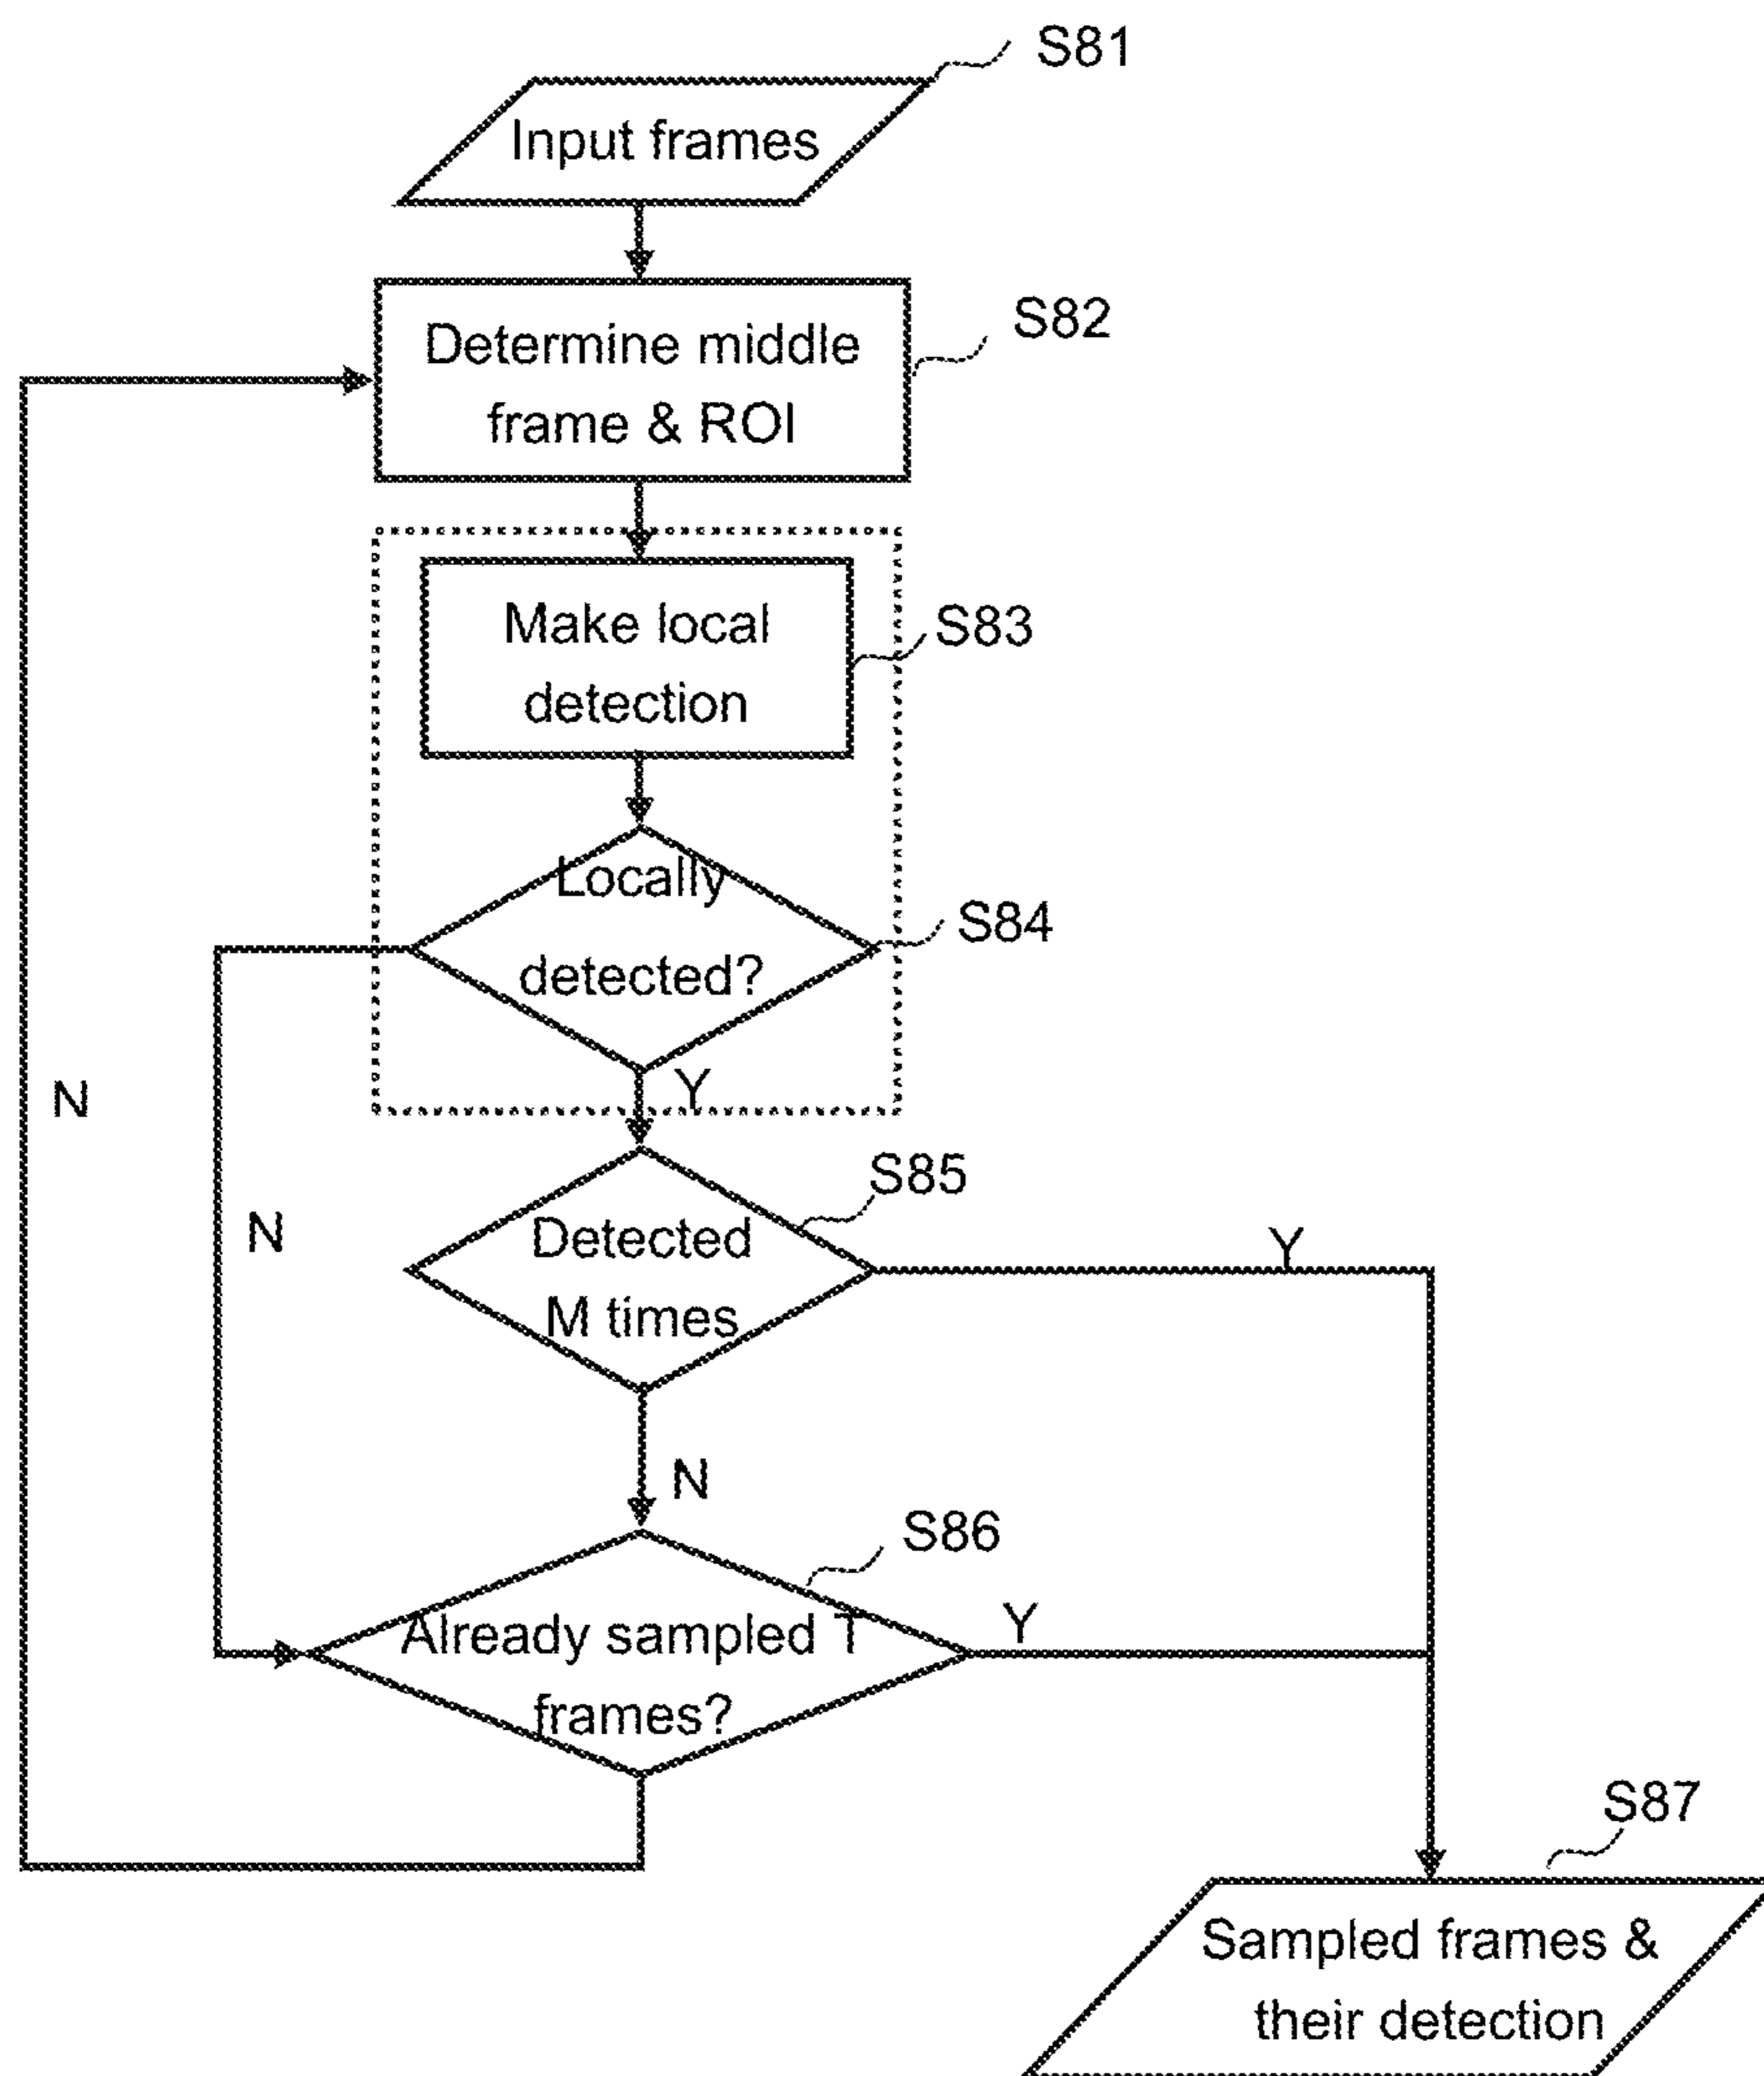 S81
Input frames
S82
Determine middle
frame & ROI
S83
Make local
detection
S84
Locally
detected?
Y
N
N
S85
Detected
M times
Y
N
S86
Already sampled T
frames?
Y
S87
Sampled frames &
their detection